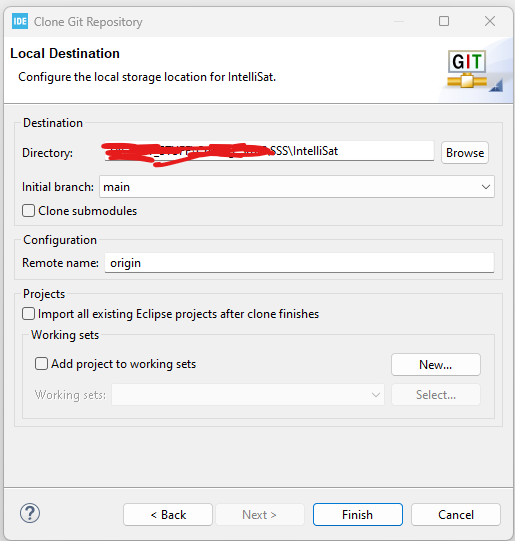 IDE Clone Git Repository
Local Destination
Configure the local storage location for IntelliSat.
GIT
Destination
Directory: SSS\IntelliSat Browse
Initial branch: main
Clone submodules
Configuration
Remote name: origin
Projects
Import all existing Eclipse projects after clone finishes
Working sets
Add project to working sets New...
Working sets: Select...
? < Back Next > Finish Cancel